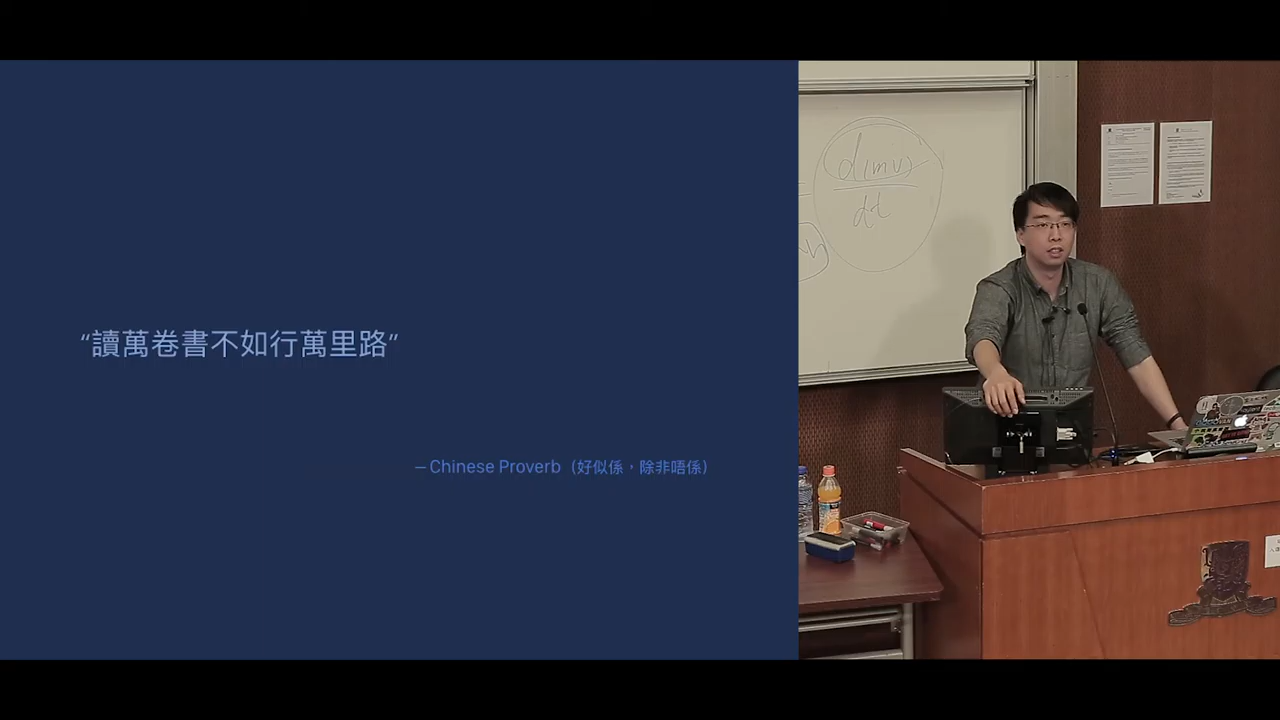 “讀萬卷書不如行萬里路”
— Chinese Proverb（好似係，除非唔係）
d(mv)
dt